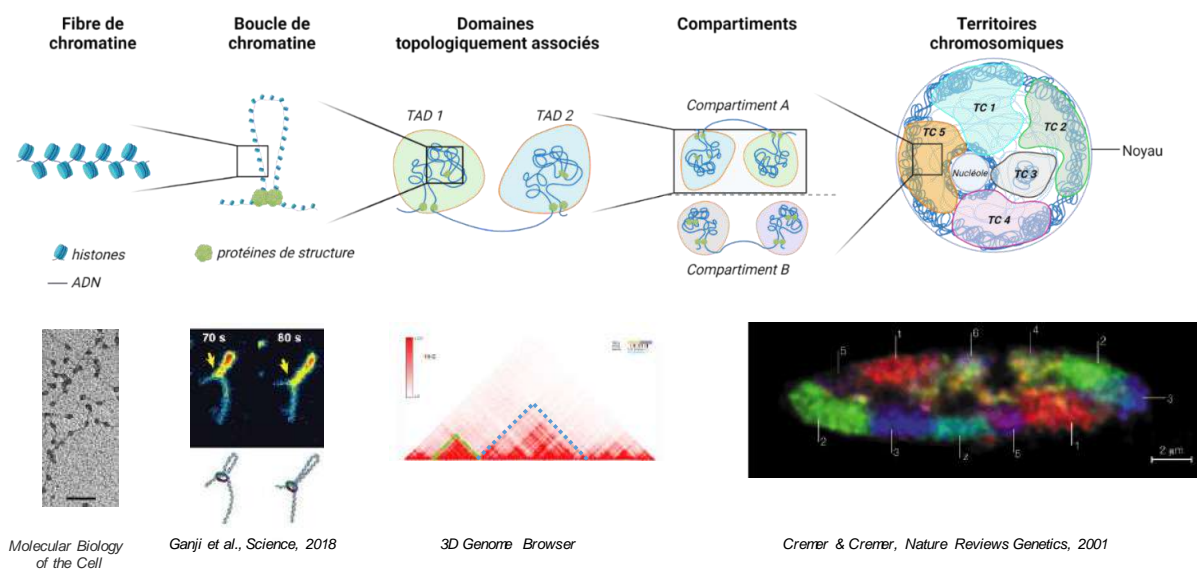 Fibre de
chromatine
Boucle de
chromatine
Domaines
topologiquement associés
Compartiments
Territoires
chromosomiques
TAD 1
TAD 2
Compartiment A
Compartiment B
TC 1
TC 2
TC 5
TC 3
TC 4
Nucléole
Noyau
histones
ADN
protéines de structure
70 s
80 s
1
6
4
2
5
3
2
3
2
5
1
2 µm
Molecular Biology
of the Cell
Ganji et al., Science, 2018
3D Genome Browser
Cremer & Cremer, Nature Reviews Genetics, 2001